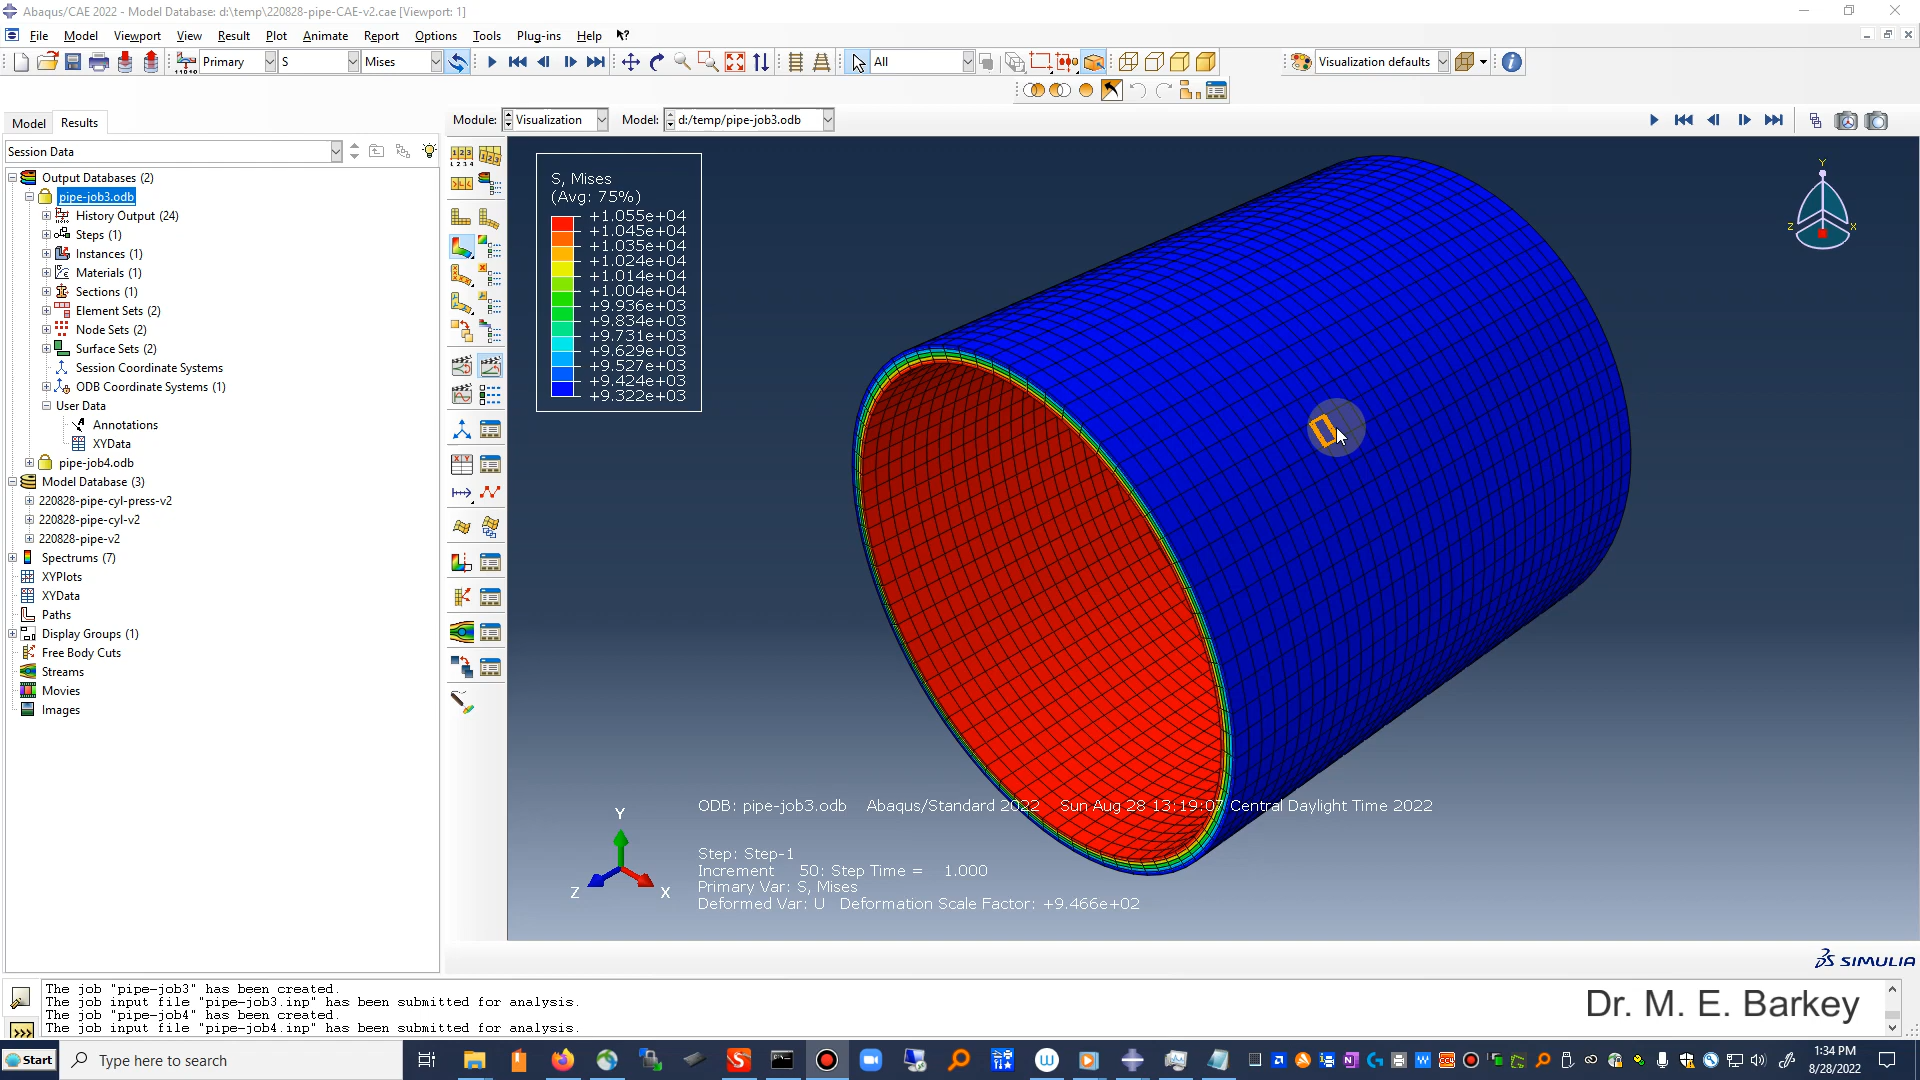 Abaqus/CAE 2022 - Model Database: d:\temp\220828-pipe-CAE-v2.cae [Viewport: 1]
File Model Viewport View Result Plot Animate Report Options Tools Plug-ins Help
Primary S Mises All Visualization defaults
Model Results
Module: Visualization Model: d:/temp/pipe-job3.odb
Session Data
Output Databases (2)
pipe-job3.odb
History Output (24)
Steps (1)
Instances (1)
Materials (1)
Sections (1)
Element Sets (2)
Node Sets (2)
Surface Sets (2)
Session Coordinate Systems
ODB Coordinate Systems (1)
User Data
Annotations
XYData
pipe-job4.odb
Model Database (3)
220828-pipe-cyl-press-v2
220828-pipe-cyl-v2
220828-pipe-v2
Spectrums (7)
XYPlots
XYData
Paths
Display Groups (1)
Free Body Cuts
Streams
Movies
Images
S, Mises
(Avg: 75%)
+1.055e+04
+1.045e+04
+1.035e+04
+1.024e+04
+1.014e+04
+1.004e+04
+9.936e+03
+9.834e+03
+9.731e+03
+9.629e+03
+9.527e+03
+9.424e+03
+9.322e+03
Y
Z X
Y
Z X
ODB: pipe-job3.odb Abaqus/Standard 2022 Sun Aug 28 13:19:07 Central Daylight Time 2022
Step: Step-1
Increment 50: Step Time = 1.000
Primary Var: S, Mises
Deformed Var: U Deformation Scale Factor: +9.466e+02
SIMULIA
The job "pipe-job3" has been created.
The job input file "pipe-job3.inp" has been submitted for analysis.
The job "pipe-job4" has been created.
The job input file "pipe-job4.inp" has been submitted for analysis.
Dr. M. E. Barkey
Start Type here to search
1:34 PM
8/28/2022